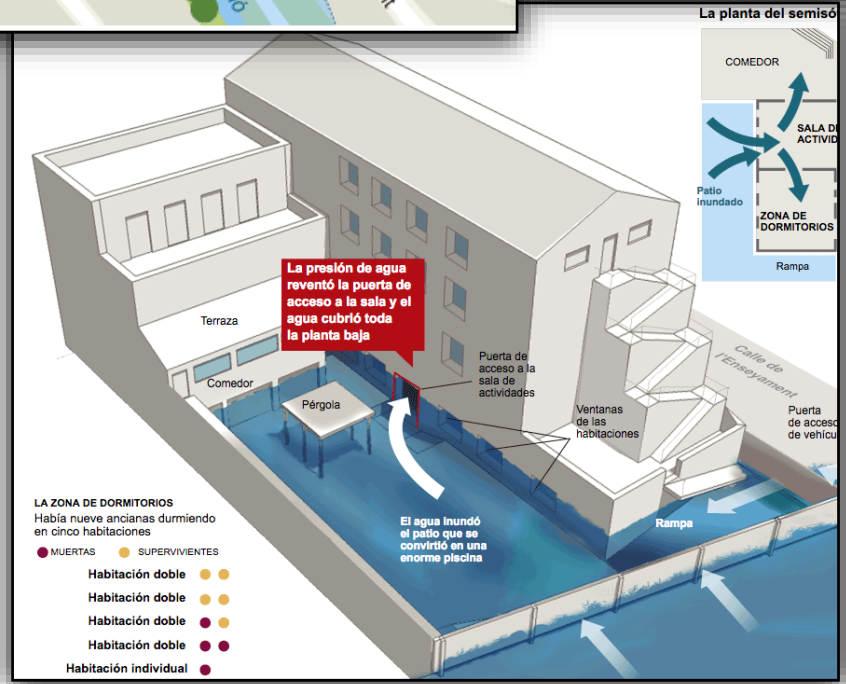 La planta del semisó
COMEDOR
SALA DE
ACTIVID
Patio
inundado
ZONA DE
DORMITORIOS
Rampa
La presión de agua
reventó la puerta de
acceso a la sala y el
agua cubrió toda
la planta baja
Terraza
Comedor
Pérgola
Puerta de
acceso a la
sala de
actividades
Ventanas
de las
habitaciones
Calle de
l'Enseyament
Puerta
de acceso
de vehícu
Rampa
El agua inundó
el patio que se
convirtió en una
enorme piscina
LA ZONA DE DORMITORIOS
Había nueve ancianas durmiendo
en cinco habitaciones
MUERTAS SUPERVIVIENTES
Habitación doble
Habitación doble
Habitación doble
Habitación doble
Habitación individual